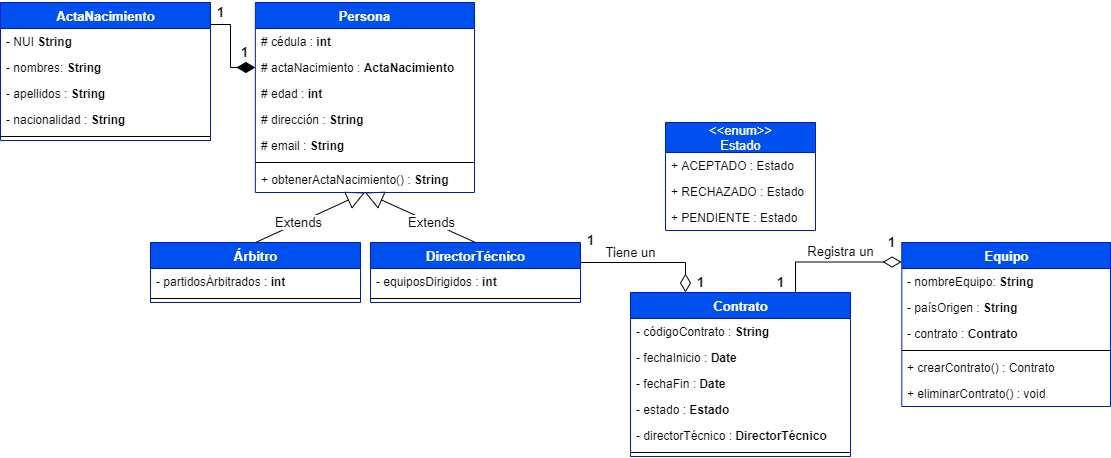 ActaNacimiento
- NUI String
- nombres: String
- apellidos : String
- nacionalidad : String
1
1
Persona
# cédula : int
# actaNacimiento : ActaNacimiento
# edad : int
# dirección : String
# email : String
+ obtenerActaNacimiento() : String
Extends
Extends
Árbitro
- partidosArbitrados : int
DirectorTécnico
- equiposDirigidos : int
1
Tiene un
1
<<enum>>
Estado
+ ACEPTADO : Estado
+ RECHAZADO : Estado
+ PENDIENTE : Estado
Contrato
- códigoContrato : String
- fechaInicio : Date
- fechaFin : Date
- estado : Estado
- directorTécnico : DirectorTécnico
1
Registra un
1
Equipo
- nombreEquipo: String
- paísOrigen : String
- contrato : Contrato
+ crearContrato() : Contrato
+ eliminarContrato() : void